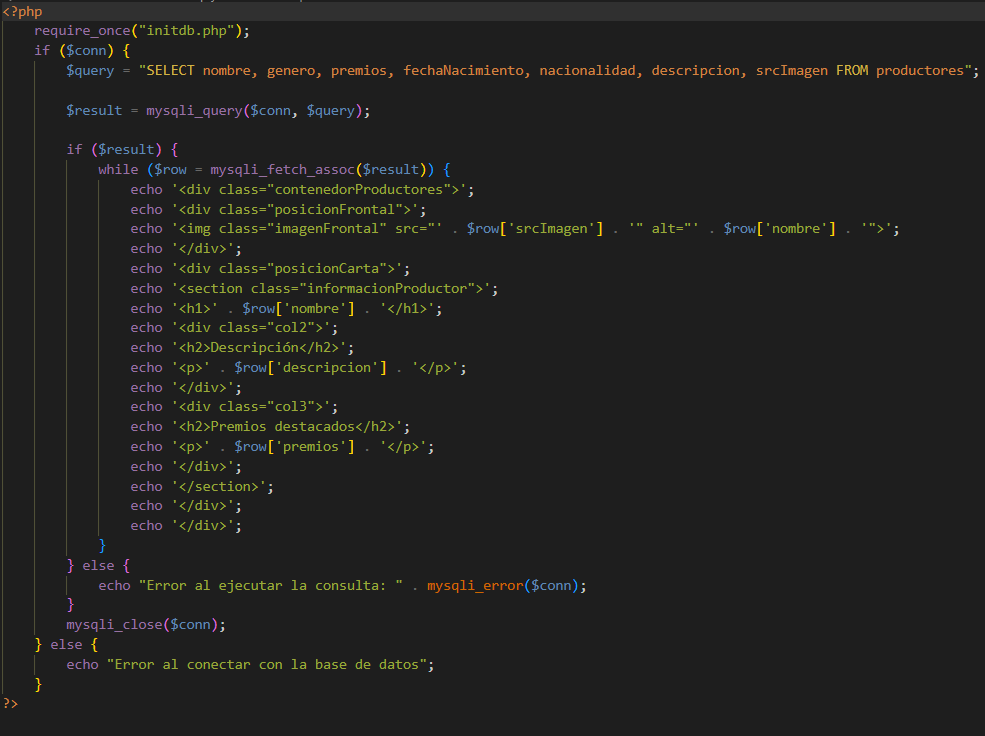 <?php
    require_once("initdb.php");
    if ($conn) {
        $query = "SELECT nombre, genero, premios, fechaNacimiento, nacionalidad, descripcion, srcImagen FROM productores";
        $result = mysqli_query($conn, $query);
        if ($result) {
            while ($row = mysqli_fetch_assoc($result)) {
                echo '<div class="contenedorProductores">';
                echo '<div class="posicionFrontal">';
                echo '<img class="imagenFrontal" src="' . $row['srcImagen'] . '" alt="' . $row['nombre'] . '">';
                echo '</div>';
                echo '<div class="posicionCarta">';
                echo '<section class="informacionProductor">';
                echo '<h1>' . $row['nombre'] . '</h1>';
                echo '<div class="col2">';
                echo '<h2>Descripción</h2>';
                echo '<p>' . $row['descripcion'] . '</p>';
                echo '</div>';
                echo '<div class="col3">';
                echo '<h2>Premios destacados</h2>';
                echo '<p>' . $row['premios'] . '</p>';
                echo '</div>';
                echo '</section>';
                echo '</div>';
                echo '</div>';
            }
        } else {
            echo "Error al ejecutar la consulta: " . mysqli_error($conn);
        }
        mysqli_close($conn);
    } else {
        echo "Error al conectar con la base de datos";
    }
?>